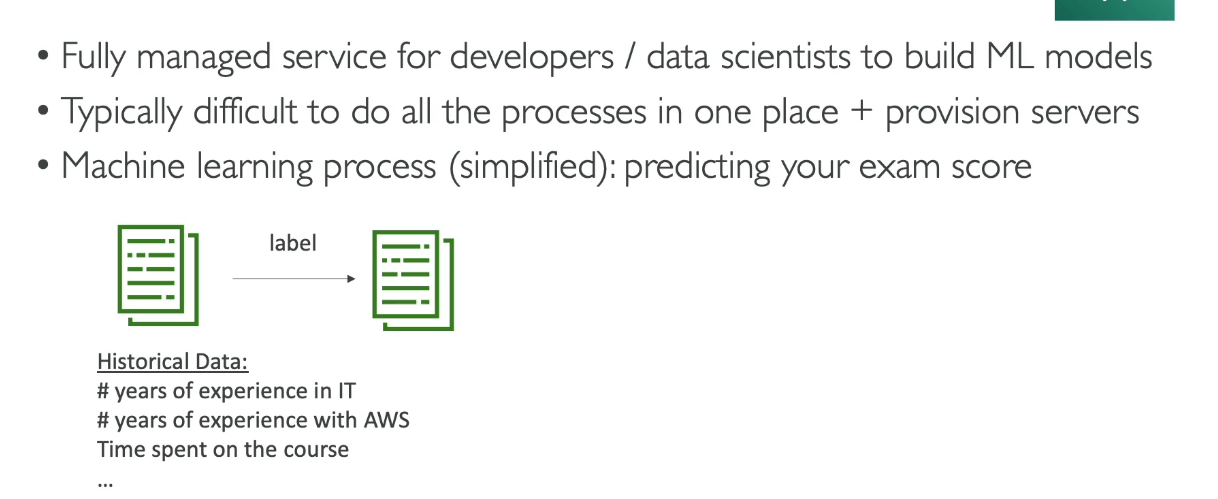 • Fully managed service for developers / data scientists to build ML models
• Typically difficult to do all the processes in one place + provision servers
• Machine learning process (simplified): predicting your exam score
label
Historical Data:
# years of experience in IT
# years of experience with AWS
Time spent on the course
...